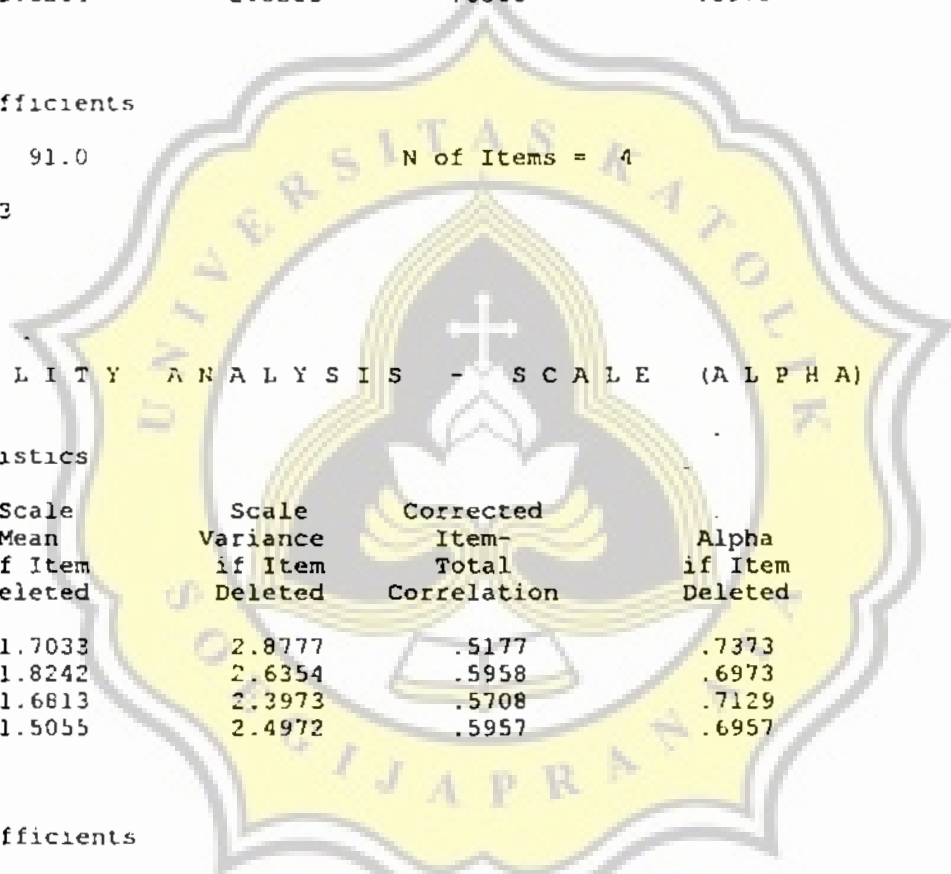 fficients
91.0 N of Items = 4
3
L I T Y A N A L Y S I S - S C A L E (A L P H A)
istics
Scale Scale Corrected
Mean Variance Item- Alpha
f Item if Item Total if Item
eleted Deleted Correlation Deleted
1.7033 2.8777 .5177 .7373
1.8242 2.6354 .5958 .6973
1.6813 2.3973 .5708 .7129
1.5055 2.4972 .5957 .6957
fficients
UNIVERSITAS KATOLIK
SOEGIJAPRANATA